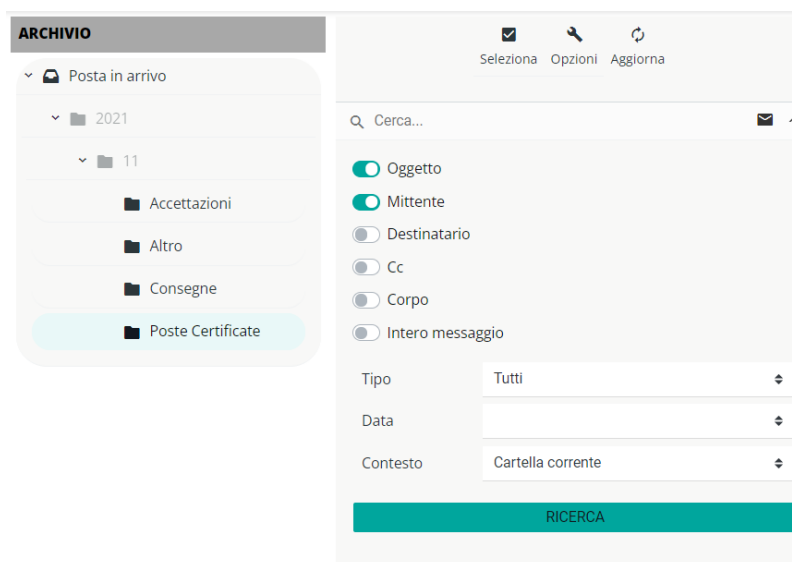 ARCHIVIO
Posta in arrivo
2021
11
Accettazioni
Altro
Consegne
Poste Certificate
Seleziona Opzioni Aggiorna
Cerca...
Oggetto
Mittente
Destinatario
Cc
Corpo
Intero messaggio
Tipo Tutti
Data
Contesto Cartella corrente
RICERCA